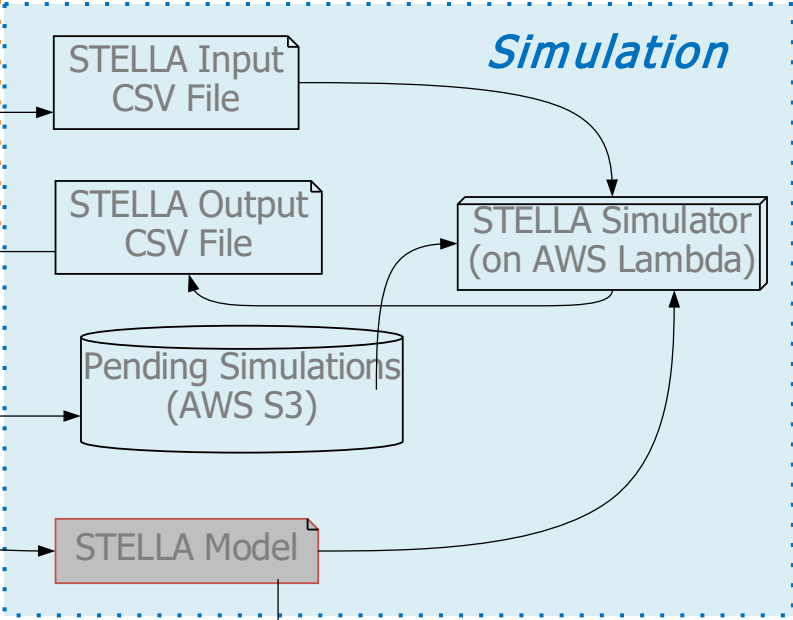 Simulation
STELLA Input
CSV File
STELLA Output
CSV File
STELLA Simulator
(on AWS Lambda)
Pending Simulations
(AWS S3)
STELLA Model